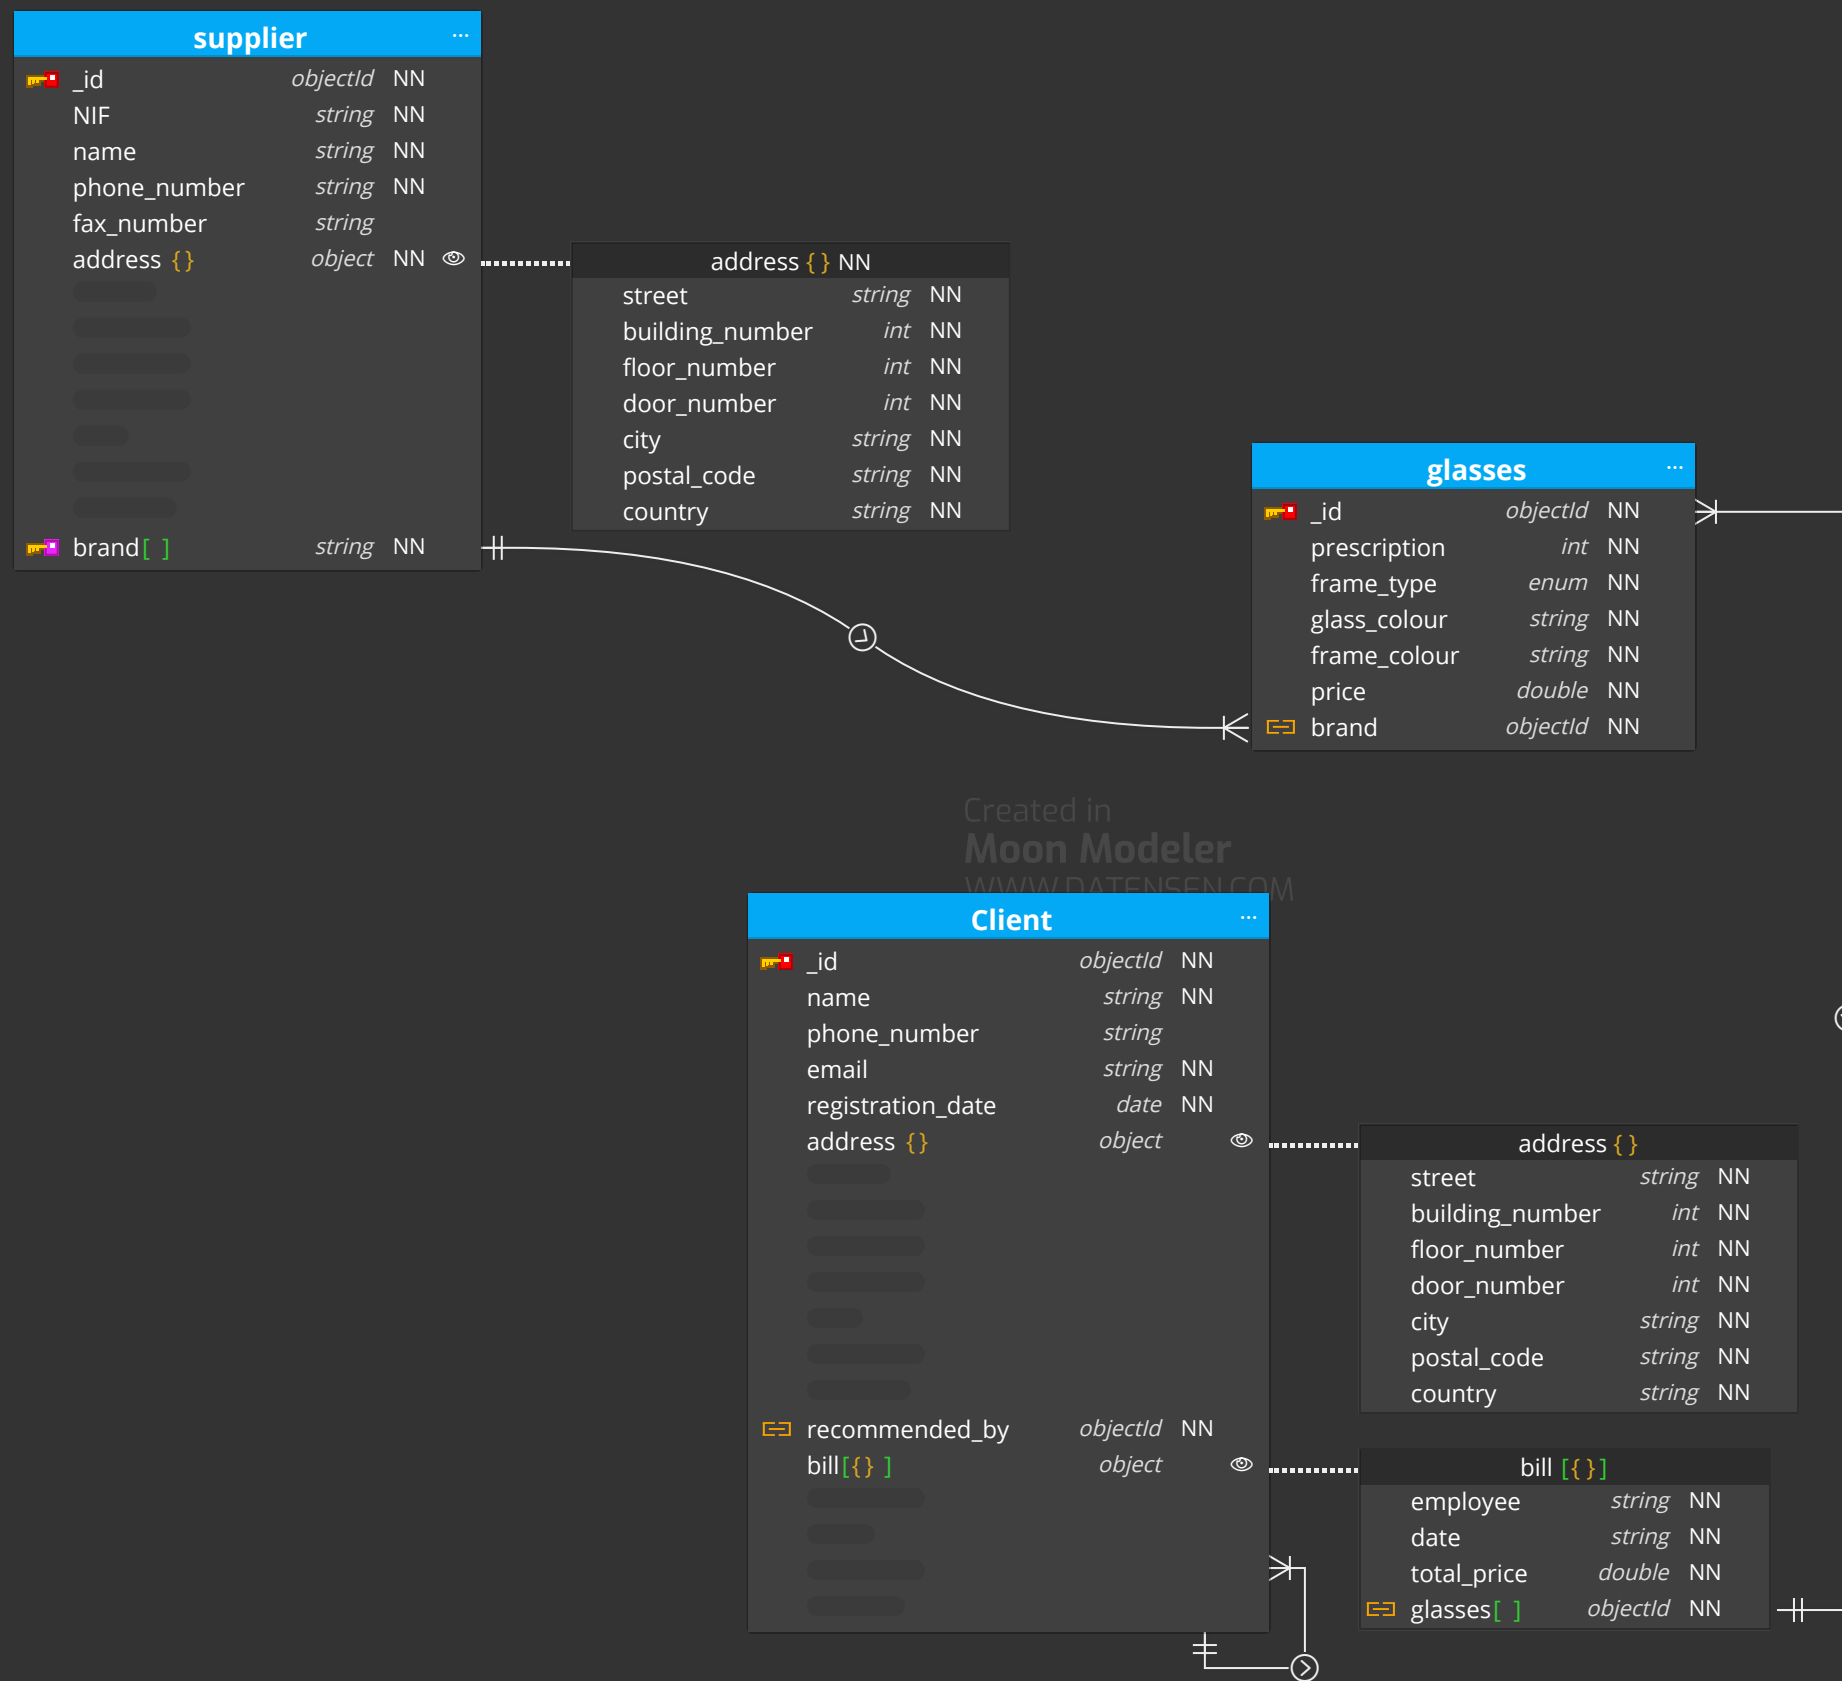 supplier ...
_id objectId NN
NIF string NN
name string NN
phone_number string NN
fax_number string
address {} object NN
brand[ ] string NN
address {} NN
street string NN
building_number int NN
floor_number int NN
door_number int NN
city string NN
postal_code string NN
country string NN
glasses ...
_id objectId NN
prescription int NN
frame_type enum NN
glass_colour string NN
frame_colour string NN
price double NN
brand objectId NN
Created in
Moon Modeler
WWW.DATENSEN.COM
Client ...
_id objectId NN
name string NN
phone_number string
email string NN
registration_date date NN
address {} object
recommended_by objectId NN
bill[{} ] object
address {}
street string NN
building_number int NN
floor_number int NN
door_number int NN
city string NN
postal_code string NN
country string NN
bill [{}]
employee string NN
date string NN
total_price double NN
glasses[ ] objectId NN